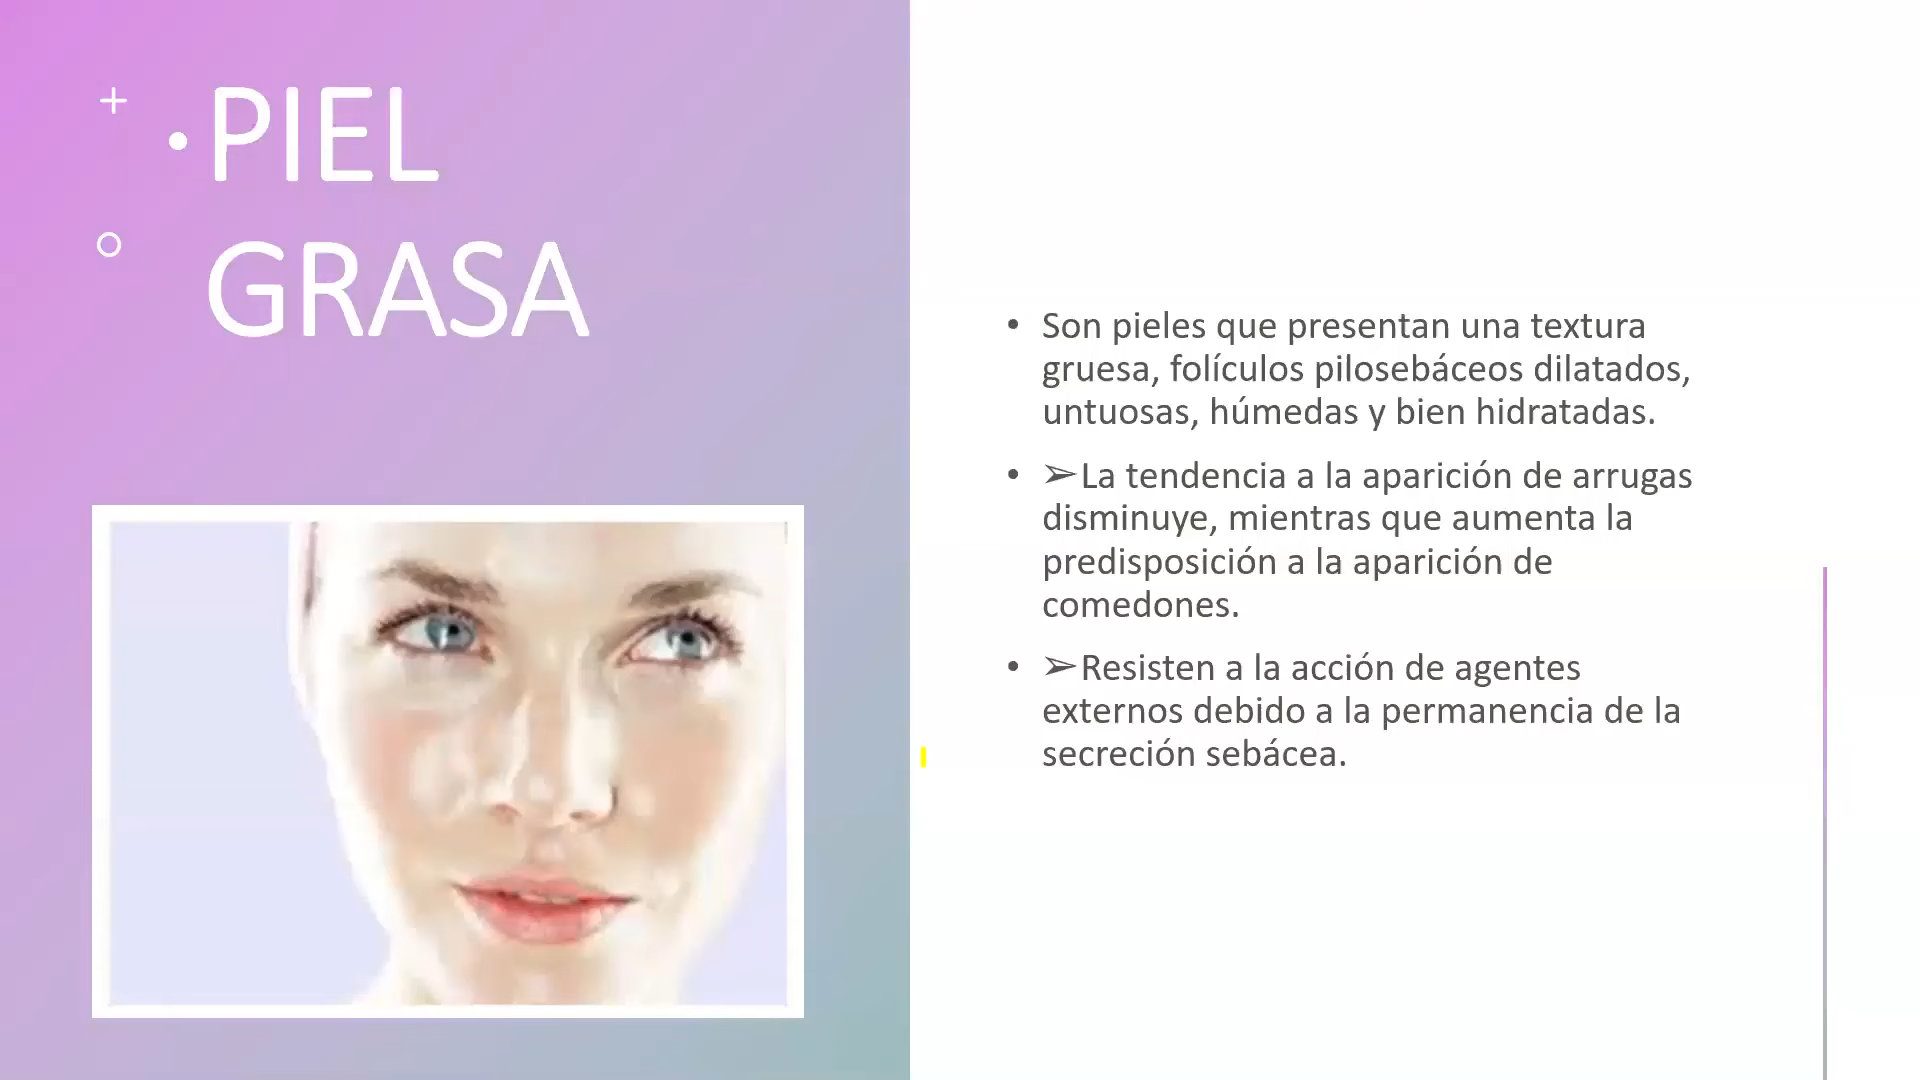 • PIEL
GRASA
• Son pieles que presentan una textura
gruesa, folículos pilosebáceos dilatados,
untuosas, húmedas y bien hidratadas.
• ➢La tendencia a la aparición de arrugas
disminuye, mientras que aumenta la
predisposición a la aparición de
comedones.
• ➢Resisten a la acción de agentes
externos debido a la permanencia de la
secreción sebácea.